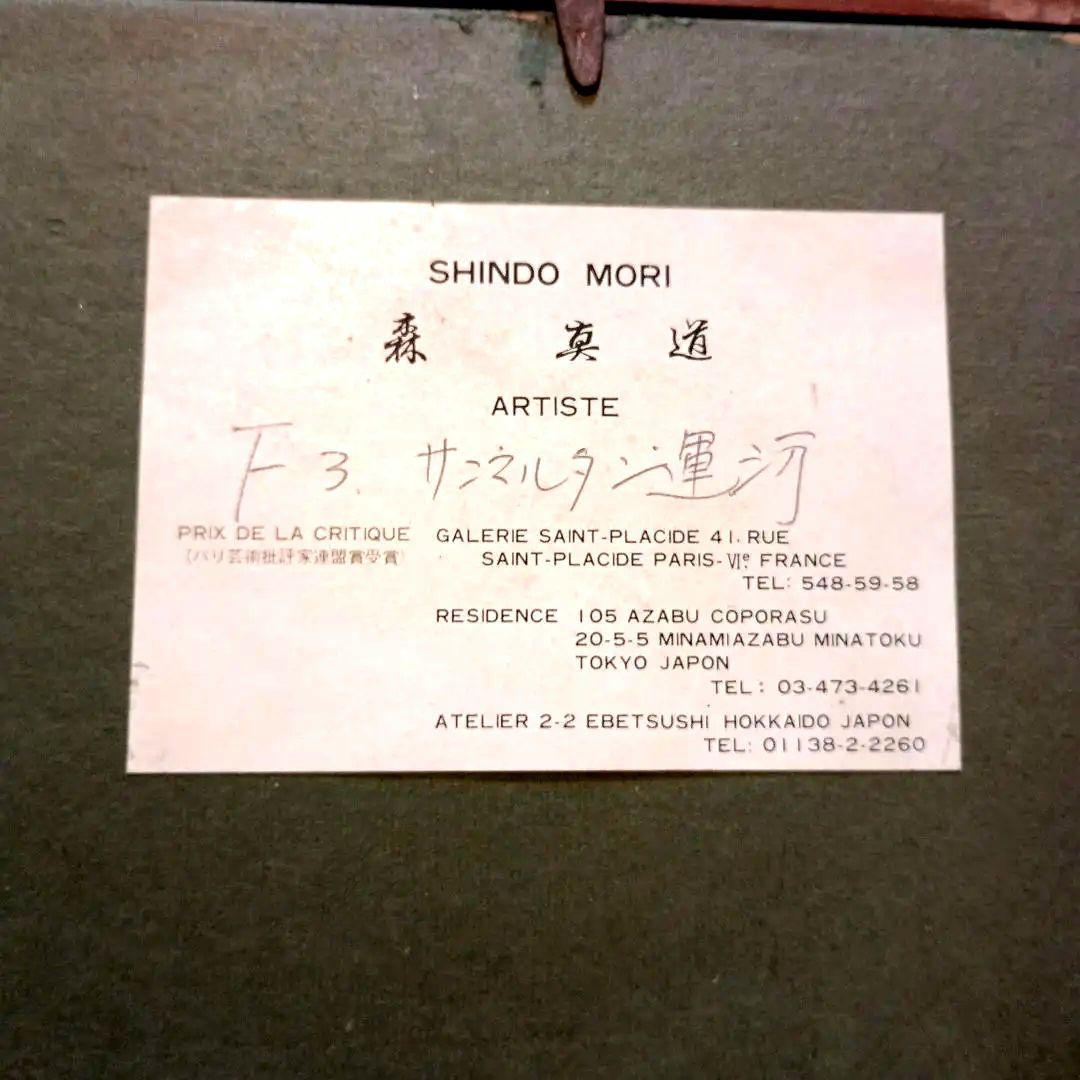 SHINDO MORI
森 真道
ARTISTE
F3. サンマルタン運河
PRIX DE LA CRITIQUE
(パリ芸術批評家連盟賞受賞)
GALERIE SAINT-PLACIDE 41, RUE
SAINT-PLACIDE PARIS-VIe FRANCE
TEL: 548-59-58
RESIDENCE 105 AZABU CŌPORASU
20-5-5 MINAMIAZABU MINATOKU
TOKYO JAPON
TEL: 03-473-4261
ATELIER 2-2 EBETSUSHI HOKKAIDO JAPON
TEL: 01138-2-2260